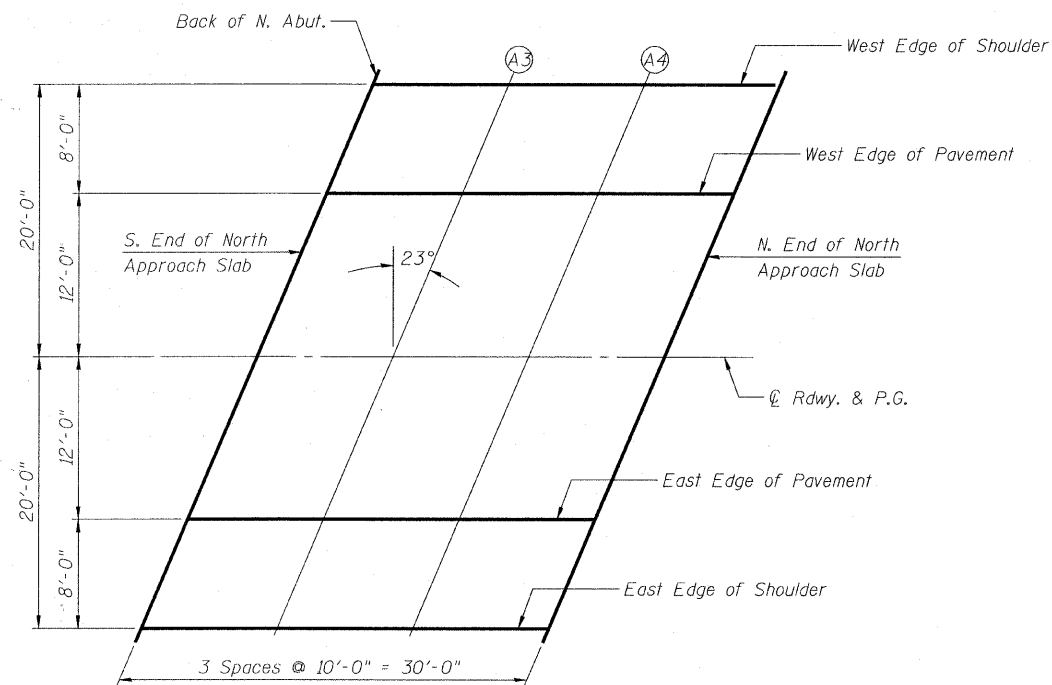 Back of N. Abut.
A3
A4
West Edge of Shoulder
8'-0"
West Edge of Pavement
20'-0"
12'-0"
S. End of North
Approach Slab
23°
N. End of North
Approach Slab
℄ Rdwy. & P.G.
12'-0"
20'-0"
East Edge of Pavement
8'-0"
East Edge of Shoulder
3 Spaces @ 10'-0" = 30'-0"